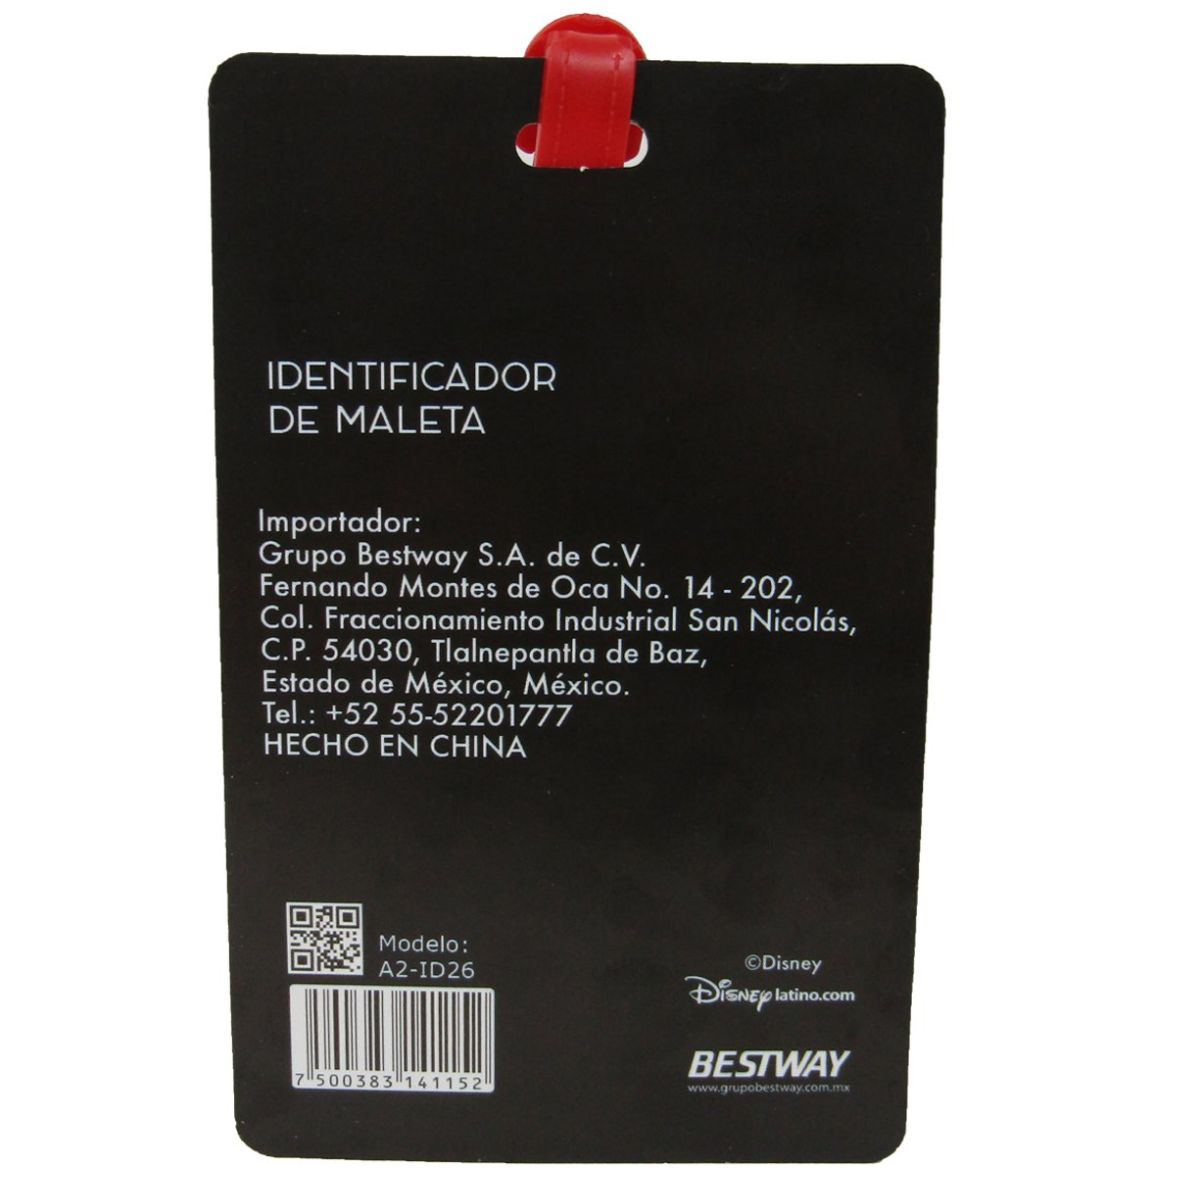 IDENTIFICADOR
DE MALETA
Importador:
Grupo Bestway S.A. de C.V.
Fernando Montes de Oca No. 14 - 202,
Col. Fraccionamiento Industrial San Nicolás,
C.P. 54030, Tlalnepantla de Baz,
Estado de México, México.
Tel.: +52 55-52201777
HECHO EN CHINA
Modelo:
A2-ID26
7 500383 141152
©Disney
Disneylatino.com
BESTWAY
www.grupobestway.com.mx